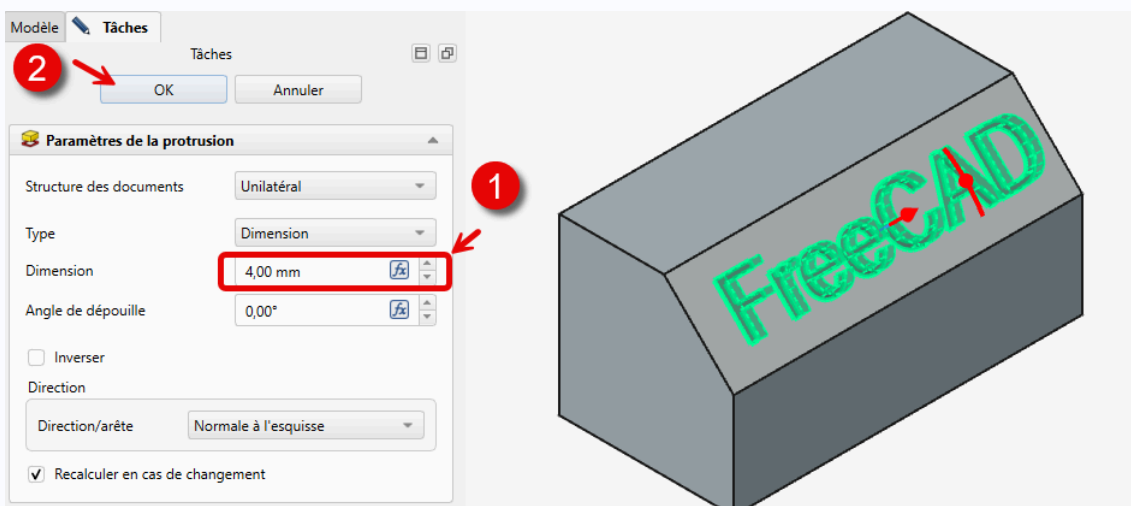 Modèle Tâches
Tâches
2
OK Annuler
Paramètres de la protrusion
1
Structure des documents Unilatéral
Type Dimension
Dimension 4,00 mm fx
Angle de dépouille 0,00° fx
Inverser
Direction
Direction/arête Normale à l'esquisse
Recalculer en cas de changement
FreeCAD